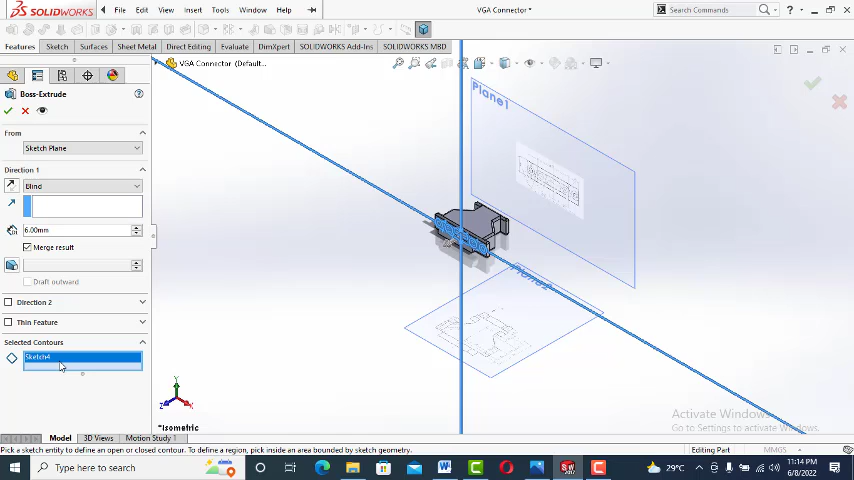 SOLIDWORKS File Edit View Insert Tools Window Help VGA Connector * Search Commands ?
Features Sketch Surfaces Sheet Metal Direct Editing Evaluate DimXpert SOLIDWORKS Add-Ins SOLIDWORKS MBD
VGA Connector (Default...
Boss-Extrude
From
Sketch Plane
Direction 1
Blind
6.00mm
Merge result
Draft outward
Direction 2
Thin Feature
Selected Contours
Sketch4
Plane1
Plane2
Y
Z X
*Isometric
Activate Windows
Go to Settings to activate Windows.
Model 3D Views Motion Study 1
Pick a sketch entity to define an open or closed contour. To define a region, pick inside an area bounded by sketch geometry. Editing Part MMGS
Type here to search 29°C 11:14 PM
6/8/2022